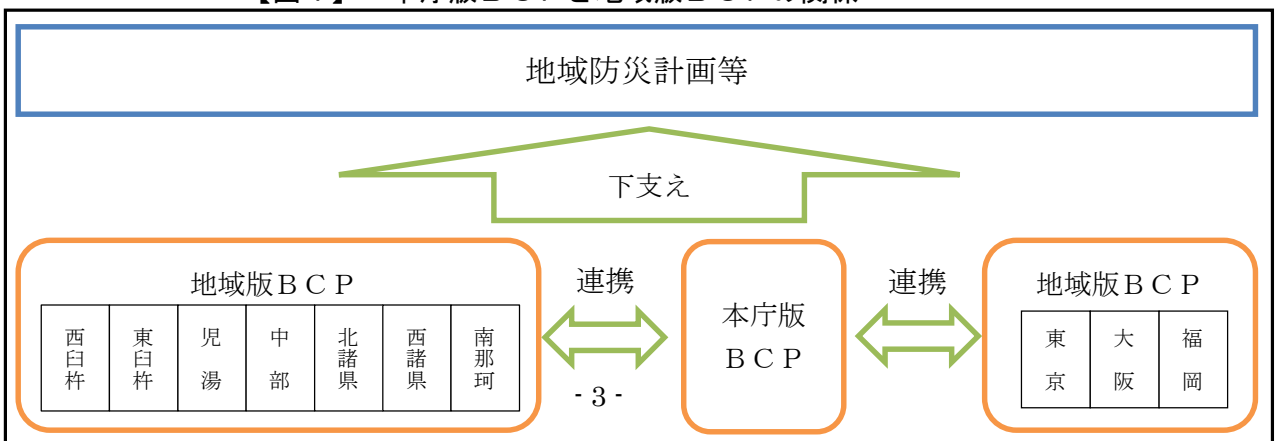 地域防災計画等
下支え
地域版ＢＣＰ
西臼杵
東臼杵
児湯
中部
北諸県
西諸県
南那珂
連携
本庁版
ＢＣＰ
連携
地域版ＢＣＰ
東京
大阪
福岡
- 3 -